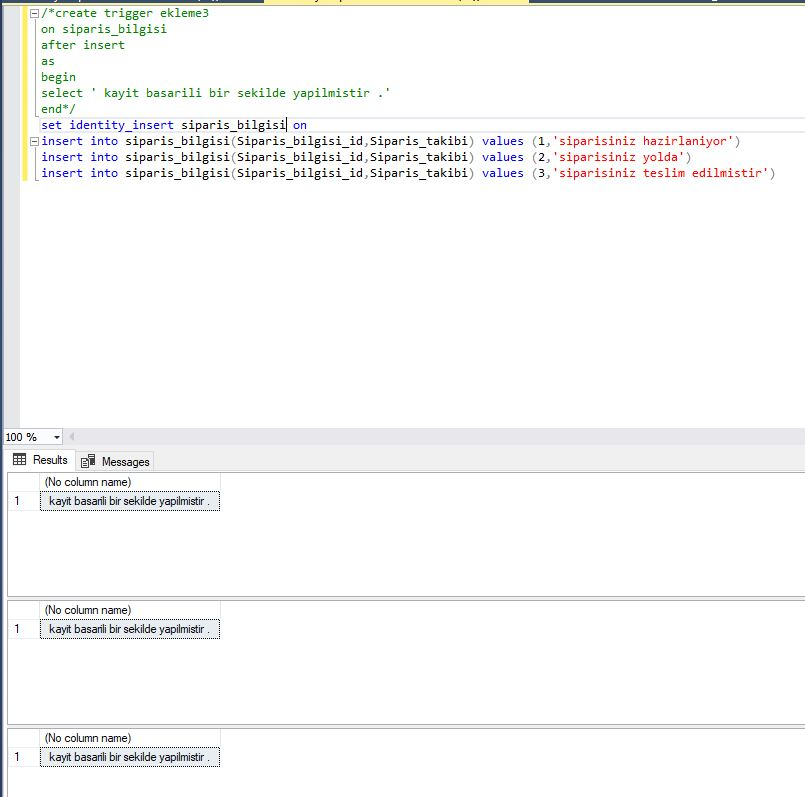 /*create trigger ekleme3
on siparis_bilgisi
after insert
as
begin
select ' kayit basarili bir sekilde yapilmistir .'
end*/
set identity_insert siparis_bilgisi on
insert into siparis_bilgisi(Siparis_bilgisi_id,Siparis_takibi) values (1,'siparisiniz hazirlaniyor')
insert into siparis_bilgisi(Siparis_bilgisi_id,Siparis_takibi) values (2,'siparisiniz yolda')
insert into siparis_bilgisi(Siparis_bilgisi_id,Siparis_takibi) values (3,'siparisiniz teslim edilmistir')
100 %
Results Messages
(No column name)
1 kayit basarili bir sekilde yapilmistir .
(No column name)
1 kayit basarili bir sekilde yapilmistir .
(No column name)
1 kayit basarili bir sekilde yapilmistir .